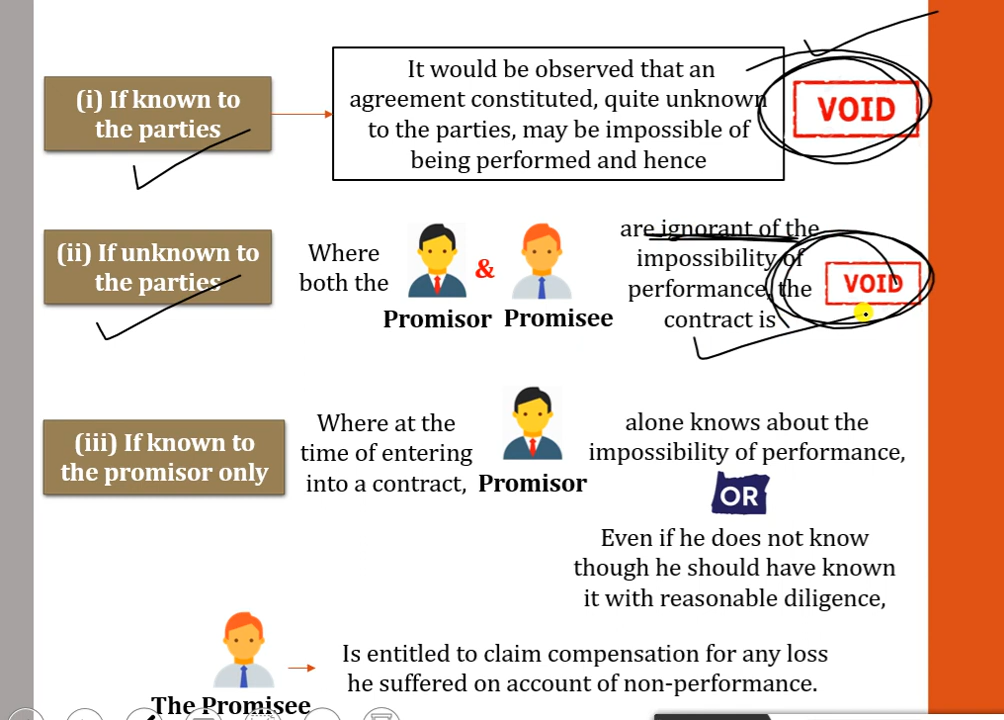 (i) If known to
the parties
It would be observed that an
agreement constituted, quite unknown
to the parties, may be impossible of
being performed and hence
VOID
(ii) If unknown to
the parties
Where
both the
Promisor
&
Promisee
are ignorant of the
impossibility of
performance, the
contract is
VOID
(iii) If known to
the promisor only
Where at the
time of entering
into a contract,
Promisor
alone knows about the
impossibility of performance,
OR
Even if he does not know
though he should have known
it with reasonable diligence,
The Promisee
Is entitled to claim compensation for any loss
he suffered on account of non-performance.